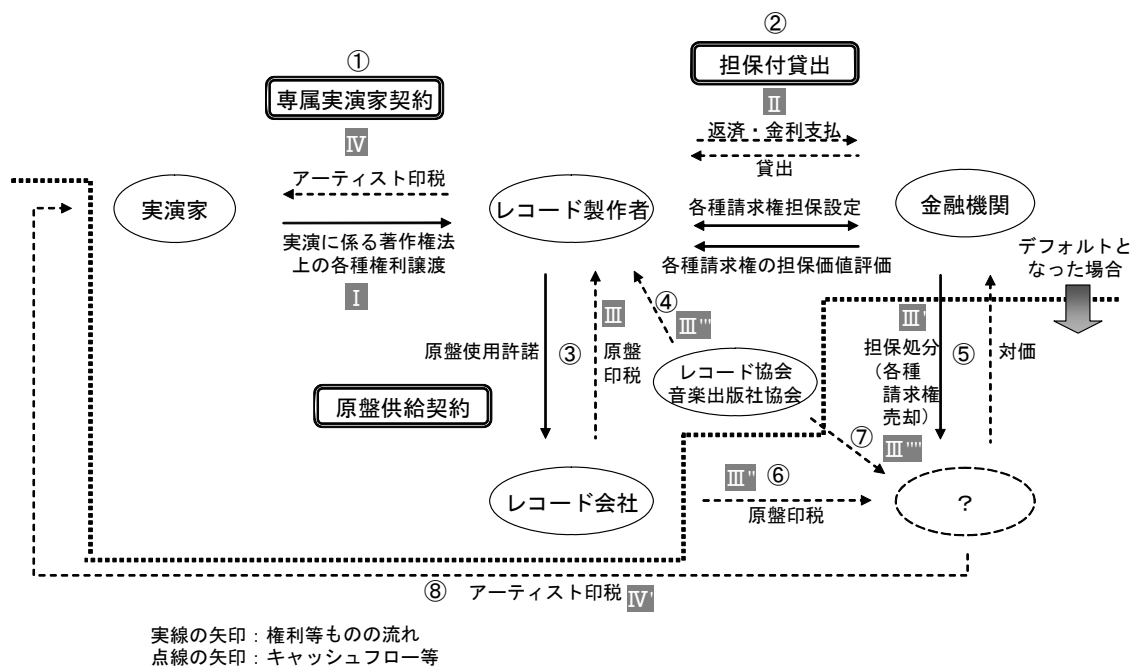 ②
①
担保付貸出
専属実演家契約
Ⅱ
Ⅳ
返済・金利支払
貸出
アーティスト印税
実演家
レコード製作者
各種請求権担保設定
金融機関
実演に係る著作権法
上の各種権利譲渡
各種請求権の担保価値評価
デフォルトと
なった場合
Ⅰ
④
Ⅲ
Ⅲ'''
Ⅲ'
原盤使用許諾
③
原盤
印税
レコード協会
音楽出版社協会
担保処分
（各種
請求権
売却）
⑤
対価
原盤供給契約
⑦
Ⅲ''''
Ⅲ''
⑥
レコード会社
原盤印税
？
⑧
アーティスト印税
Ⅳ'
実線の矢印：権利等ものの流れ
点線の矢印：キャッシュフロー等